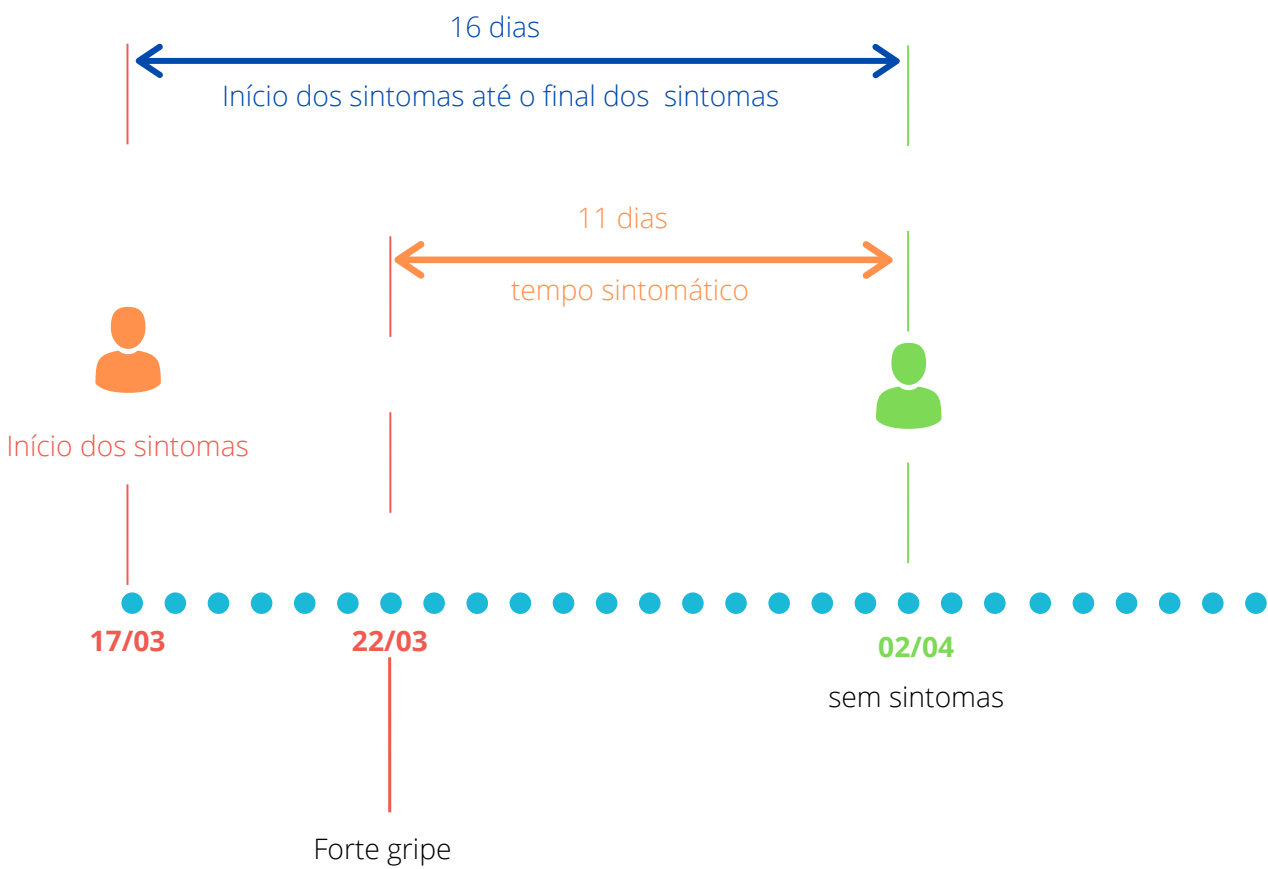 16 dias
Início dos sintomas até o final dos  sintomas
11 dias
tempo sintomático
Início dos sintomas
17/03
22/03
02/04
sem sintomas
Forte gripe